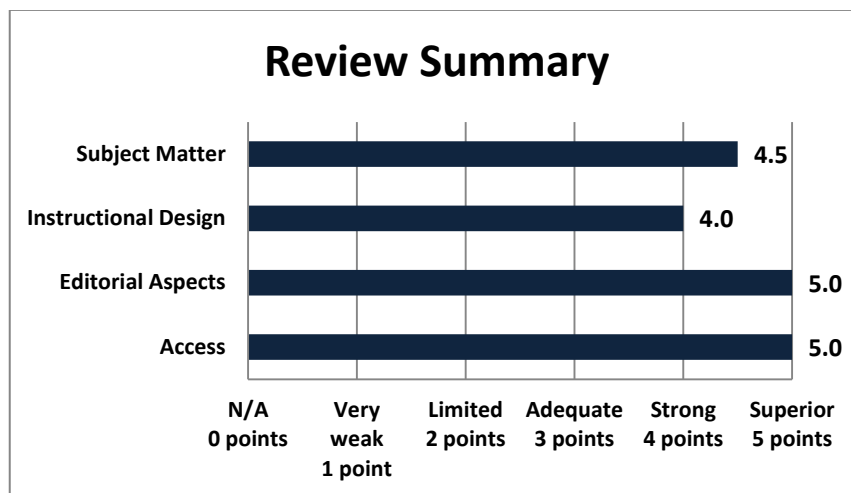 Review Summary
Subject Matter
4.5
Instructional Design
4.0
Editorial Aspects
5.0
Access
5.0
N/A
0 points
Very
weak
1 point
Limited
2 points
Adequate
3 points
Strong
4 points
Superior
5 points